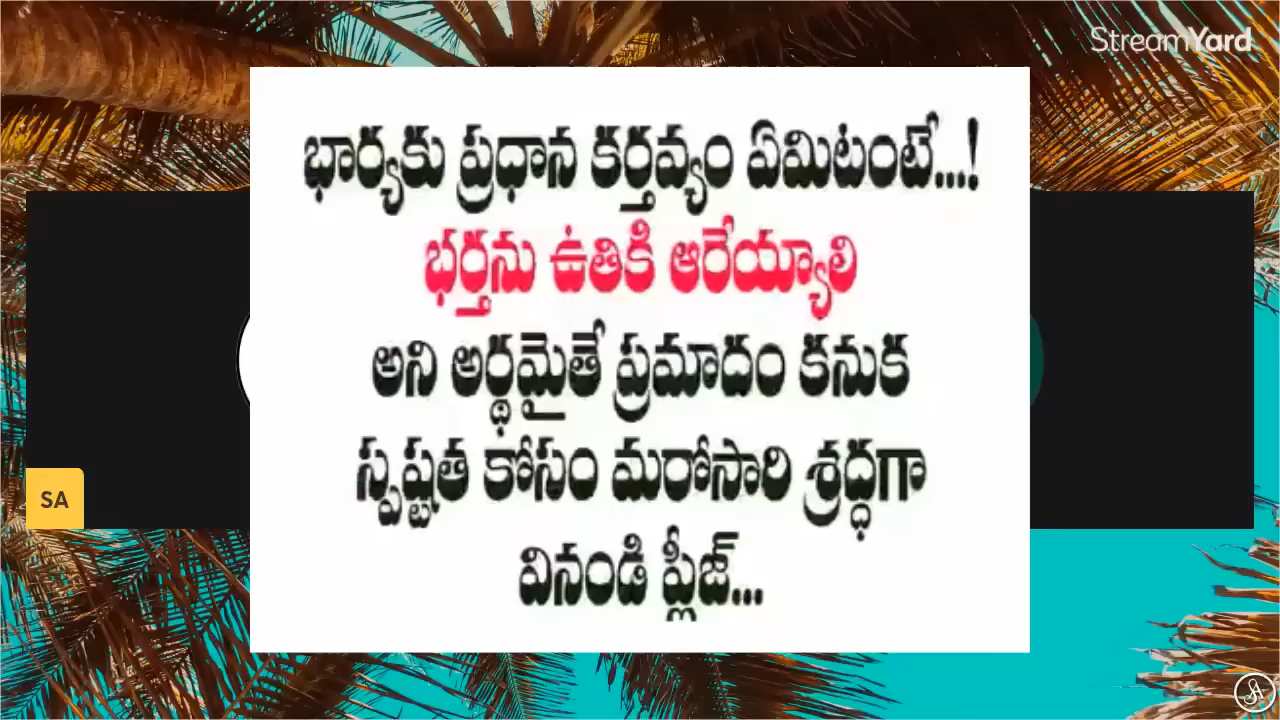 StreamYard
భార్యకు ప్రధాన కర్తవ్యం ఏమిటంటే...!
భర్తను ఉతికి ఆరేయ్యాలి
అని అర్థమైతే ప్రమాదం కనుక
స్పష్టత కోసం మరోసారి శ్రద్ధగా
వినండి ప్లీజ్...
SA